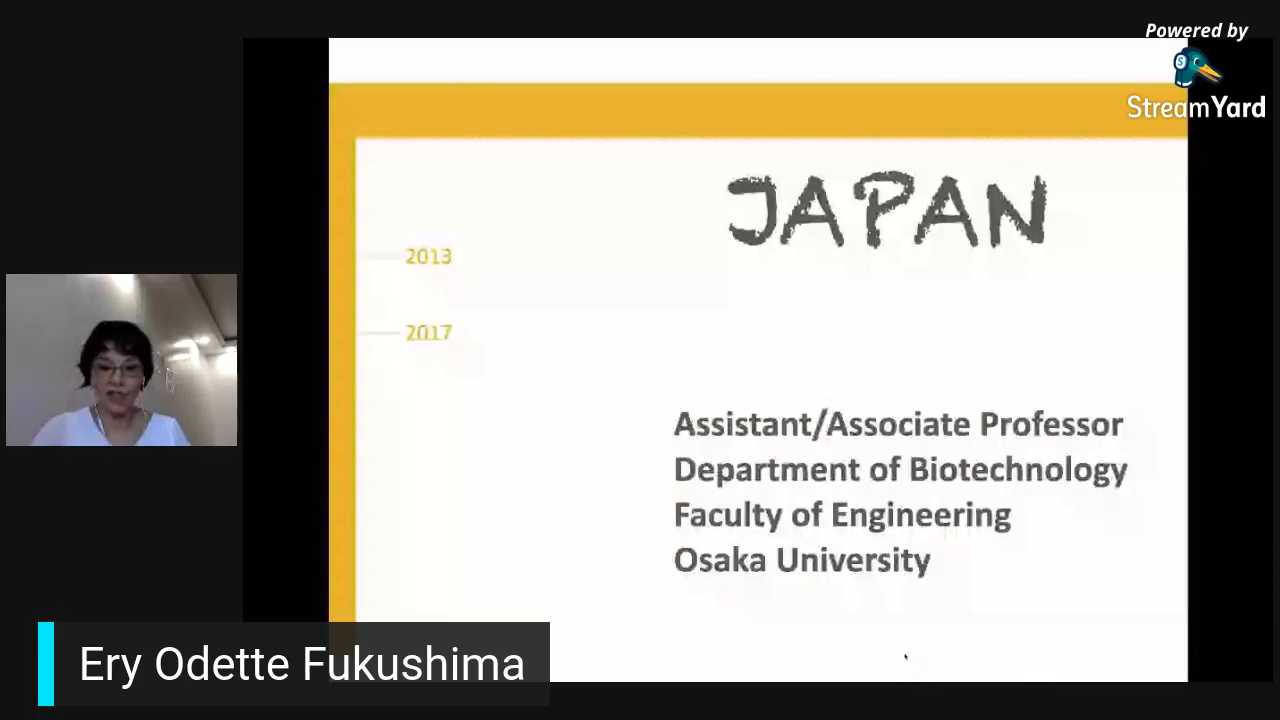 Powered by
StreamYard
JAPAN
2013
2017
Assistant/Associate Professor
Department of Biotechnology
Faculty of Engineering
Osaka University
Ery Odette Fukushima